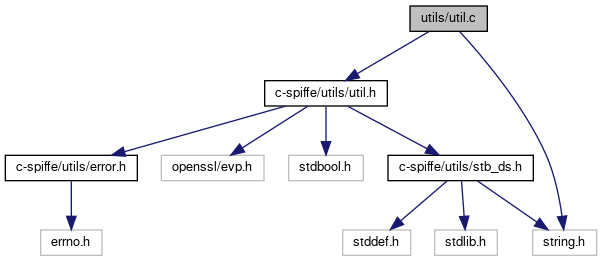 utils/util.c
c-spiffe/utils/util.h
c-spiffe/utils/error.h
openssl/evp.h
stdbool.h
c-spiffe/utils/stb_ds.h
errno.h
stddef.h
stdlib.h
string.h